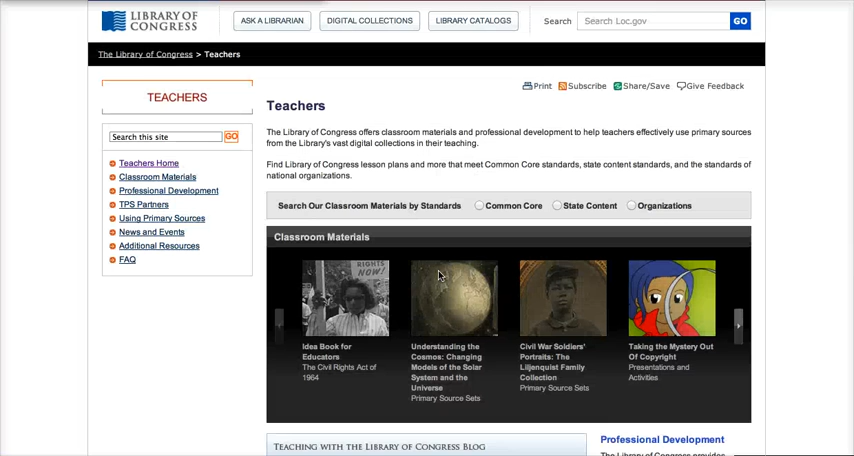 LIBRARY OF CONGRESS
ASK A LIBRARIAN
DIGITAL COLLECTIONS
LIBRARY CATALOGS
Search
Search Loc.gov
GO
The Library of Congress > Teachers
TEACHERS
Search this site
GO
Teachers Home
Classroom Materials
Professional Development
TPS Partners
Using Primary Sources
News and Events
Additional Resources
FAQ
Print
Subscribe
Share/Save
Give Feedback
Teachers
The Library of Congress offers classroom materials and professional development to help teachers effectively use primary sources
from the Library's vast digital collections in their teaching.
Find Library of Congress lesson plans and more that meet Common Core standards, state content standards, and the standards of
national organizations.
Search Our Classroom Materials by Standards
Common Core
State Content
Organizations
Classroom Materials
RIGHTS
NOW!
Idea Book for
Educators
The Civil Rights Act of
1964
Understanding the
Cosmos: Changing
Models of the Solar
System and the
Universe
Primary Source Sets
Civil War Soldiers'
Portraits: The
Liljenquist Family
Collection
Primary Source Sets
Taking the Mystery Out
Of Copyright
Presentations and
Activities
TEACHING WITH THE LIBRARY OF CONGRESS BLOG
Professional Development
The Library of Congress provides